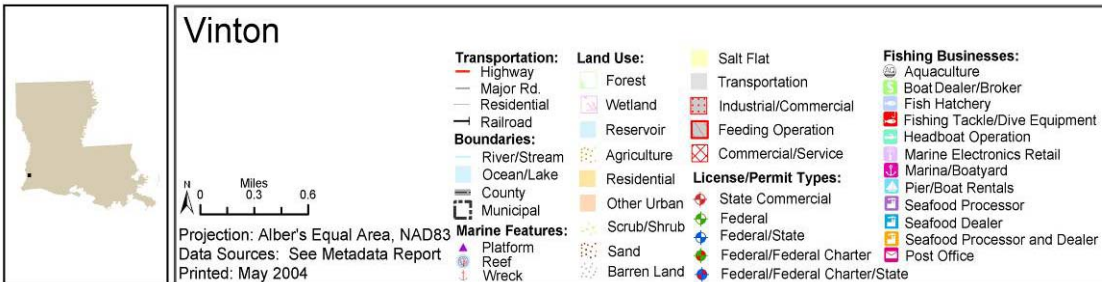 Vinton
N
Miles
0 0.3 0.6
Projection: Alber's Equal Area, NAD83
Data Sources: See Metadata Report
Printed: May 2004
Transportation:
Highway
Major Rd.
Residential
Railroad
Boundaries:
River/Stream
Ocean/Lake
County
Municipal
Marine Features:
Platform
Reef
Wreck
Land Use:
Forest
Wetland
Reservoir
Agriculture
Residential
Other Urban
Scrub/Shrub
Sand
Barren Land
Salt Flat
Transportation
Industrial/Commercial
Feeding Operation
Commercial/Service
License/Permit Types:
State Commercial
Federal
Federal/State
Federal/Federal Charter
Federal/Federal Charter/State
Fishing Businesses:
Aquaculture
Boat Dealer/Broker
Fish Hatchery
Fishing Tackle/Dive Equipment
Headboat Operation
Marine Electronics Retail
Marina/Boatyard
Pier/Boat Rentals
Seafood Processor
Seafood Dealer
Seafood Processor and Dealer
Post Office